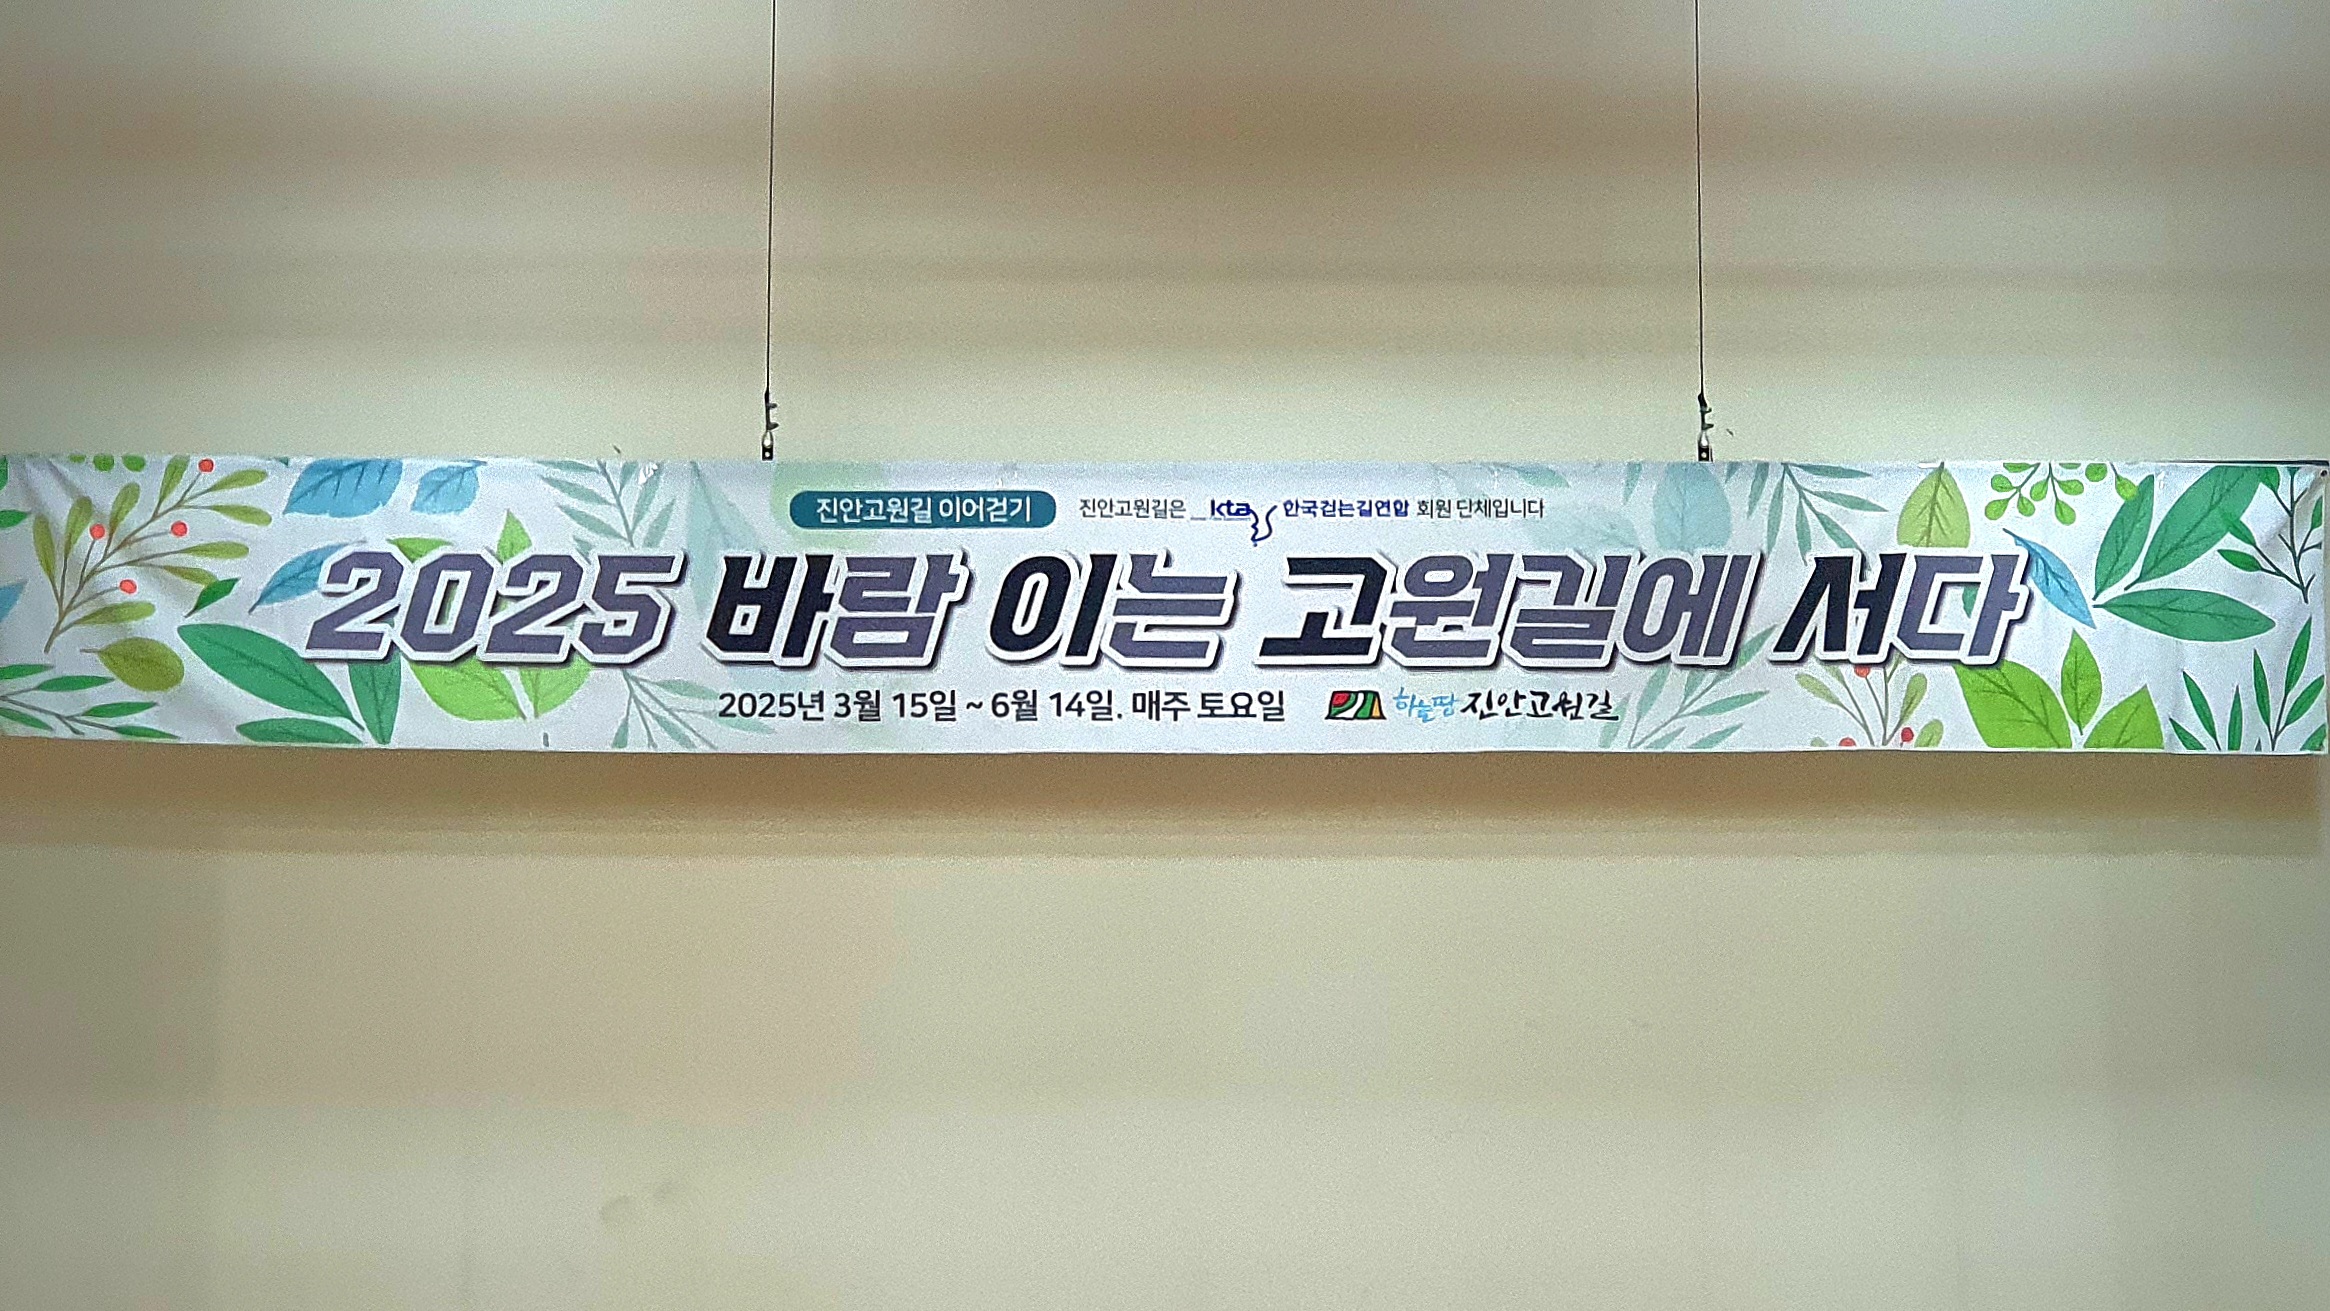 진안고원길 이어걷기 진안고원길은 kta 한국걷는길연합 회원 단체입니다
2025 바람 이는 고원길에 서다
2025년 3월 15일 ~ 6월 14일. 매주 토요일 하늘땅 진안고원길